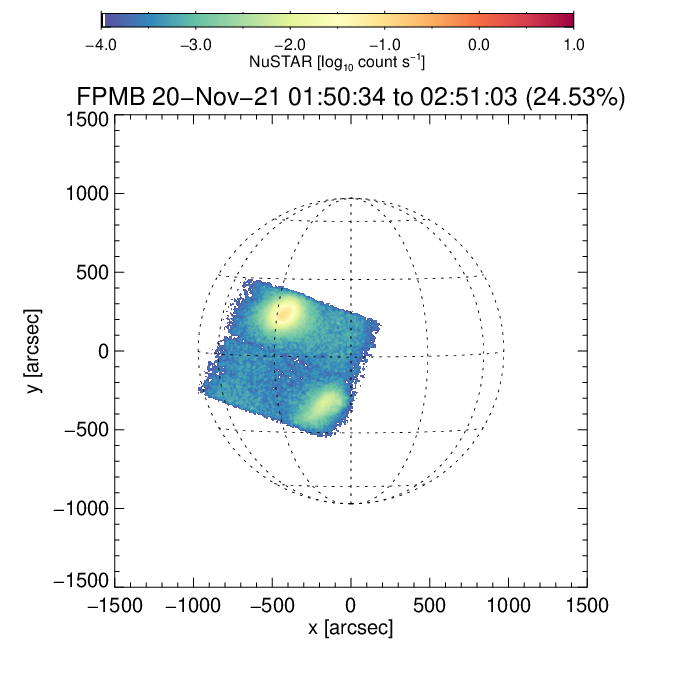 −4.0 −3.0 −2.0 −1.0 0.0 1.0
NuSTAR [log₁₀ count s⁻¹]
FPMB 20−Nov−21 01:50:34 to 02:51:03 (24.53%)
1500
1000
500
0
−500
−1000
−1500
y [arcsec]
−1500 −1000 −500 0 500 1000 1500
x [arcsec]